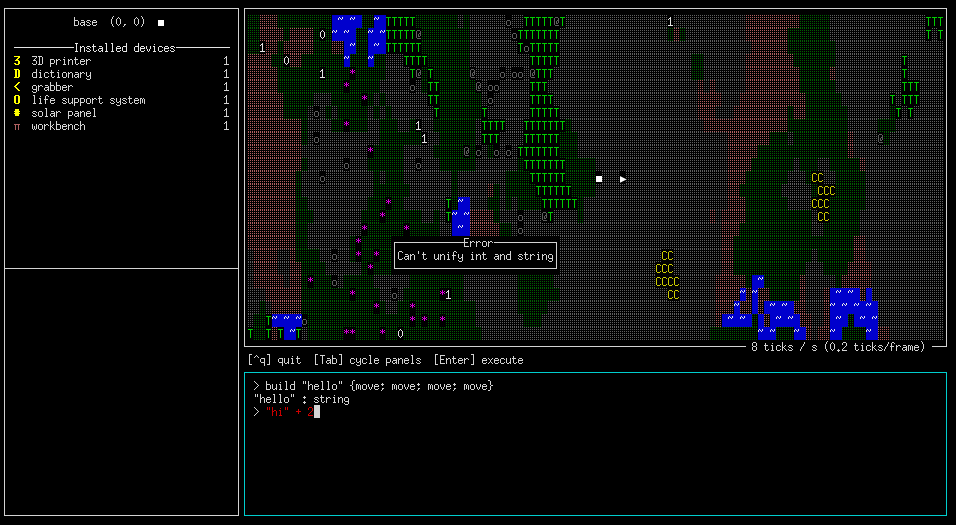 base (0, 0)
Installed devices
3 3D printer 1
D dictionary 1
< grabber 1
O life support system 1
# solar panel 1
π workbench 1
Error
Can't unify int and string
8 ticks / s (0.2 ticks/frame)
[^q] quit [Tab] cycle panels [Enter] execute
> build "hello" {move; move; move; move}
"hello" : string
> "hi" + 2